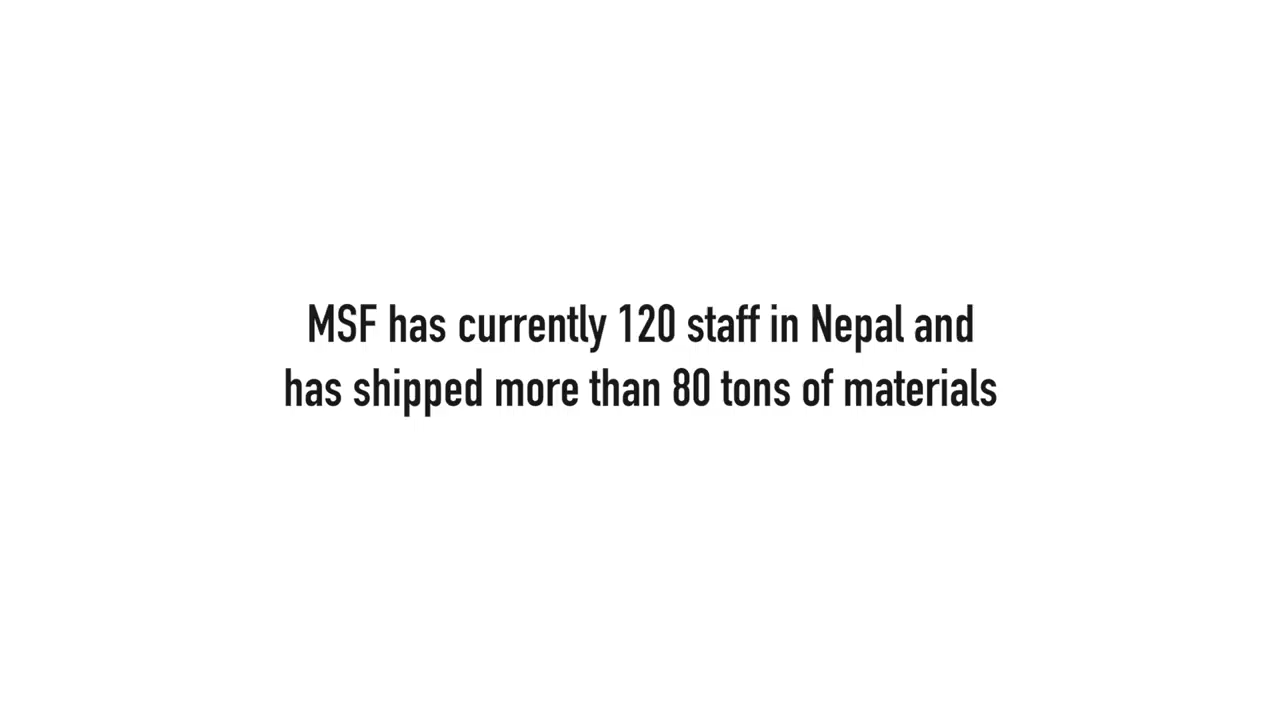 MSF has currently 120 staff in Nepal and
has shipped more than 80 tons of materials